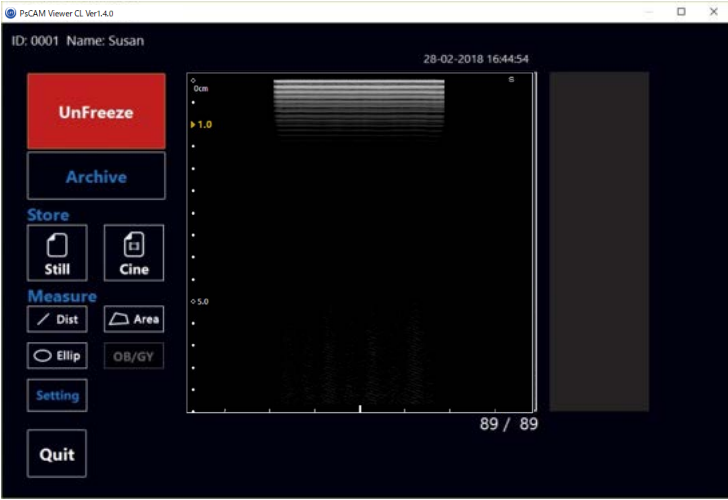 PsCAM Viewer CL Ver1.4.0
ID: 0001 Name: Susan
28-02-2018 16:44:54
UnFreeze
Archive
Store
Still
Cine
Measure
Dist
Area
Ellip
OB/GY
Setting
Quit
0cm
1.0
5.0
89 / 89